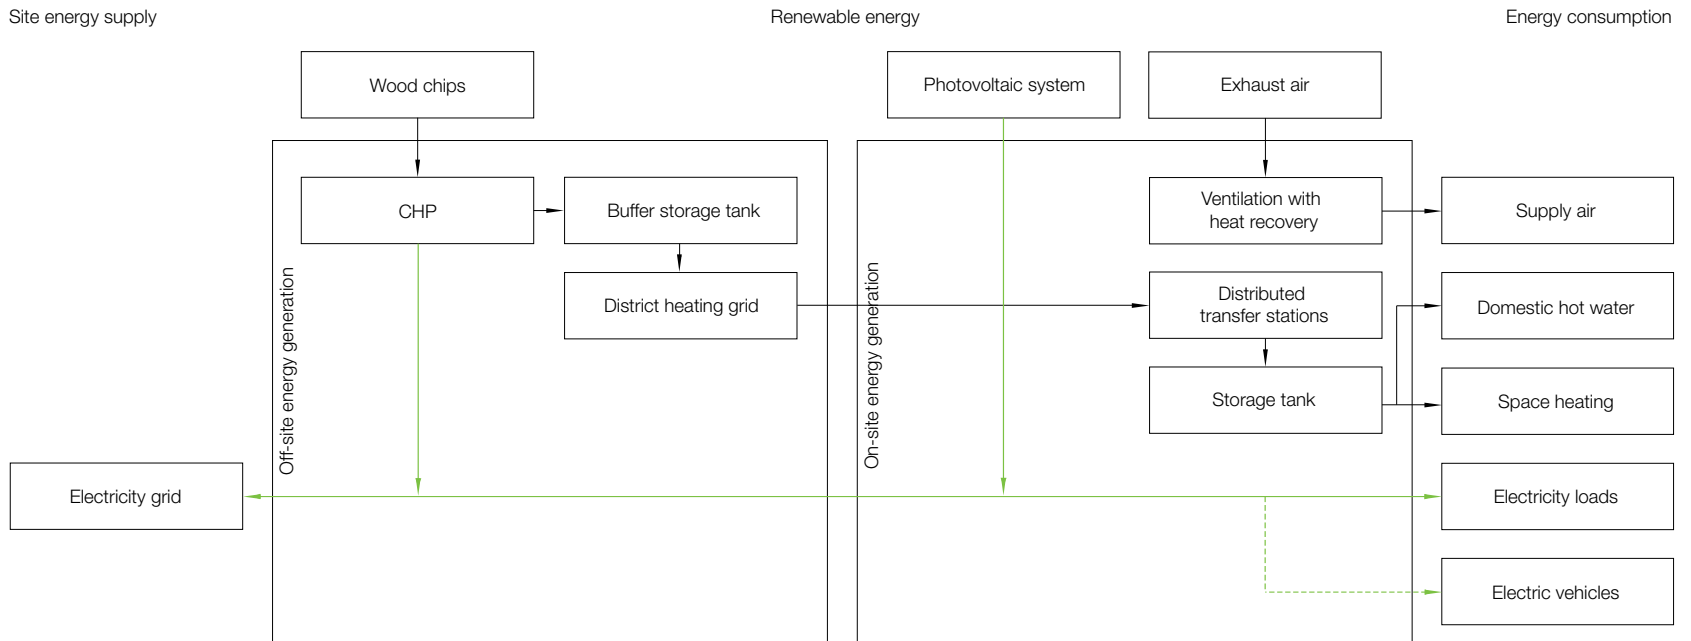 Site energy supply
Renewable energy
Energy consumption
Wood chips
Photovoltaic system
Exhaust air
CHP
Buffer storage tank
Ventilation with
heat recovery
Supply air
District heating grid
Distributed
transfer stations
Domestic hot water
Off-site energy generation
On-site energy generation
Storage tank
Space heating
Electricity grid
Electricity loads
Electric vehicles